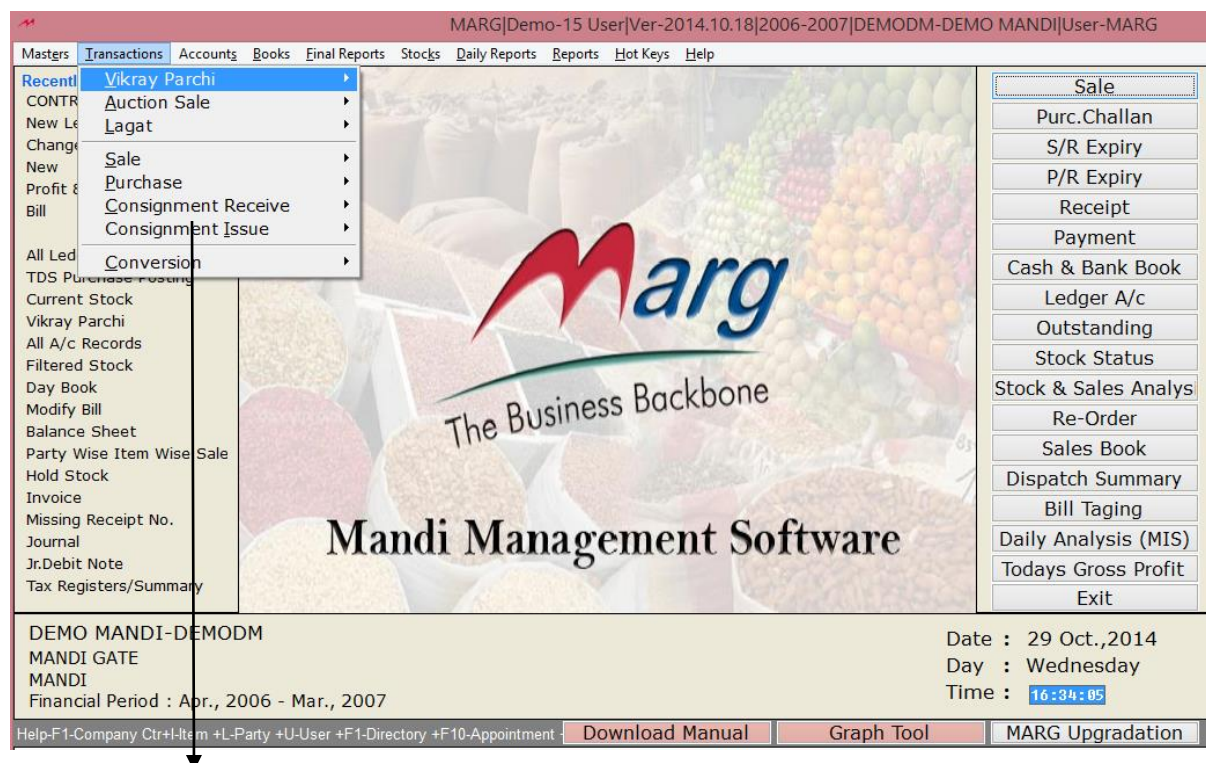 MARG|Demo-15 User|Ver-2014.10.18|2006-2007|DEMODM-DEMO MANDI|User-MARG
Masters Transactions Accounts Books Final Reports Stocks Daily Reports Reports Hot Keys Help
Vikray Parchi
Auction Sale
Lagat
Sale
Purchase
Consignment Receive
Consignment Issue
Conversion
CONTR
New
Profit &
Bill
All Led
TDS Purchase Posting
Current Stock
Vikray Parchi
All A/c Records
Filtered Stock
Day Book
Modify Bill
Balance Sheet
Party Wise Item Wise Sale
Hold Stock
Invoice
Missing Receipt No.
Journal
Jr.Debit Note
Tax Registers/Summary
Marg
The Business Backbone
Mandi Management Software
Sale
Purc.Challan
S/R Expiry
P/R Expiry
Receipt
Payment
Cash & Bank Book
Ledger A/c
Outstanding
Stock Status
Stock & Sales Analysi
Re-Order
Sales Book
Dispatch Summary
Bill Taging
Daily Analysis (MIS)
Todays Gross Profit
Exit
DEMO MANDI-DEMODM
MANDI GATE
MANDI
Financial Period : Apr., 2006 - Mar., 2007
Date : 29 Oct.,2014
Day : Wednesday
Time : 16:34:05
Help-F1-Company Ctr+I-Item +L-Party +U-User +F1-Directory +F10-Appointment - Download Manual Graph Tool MARG Upgradation